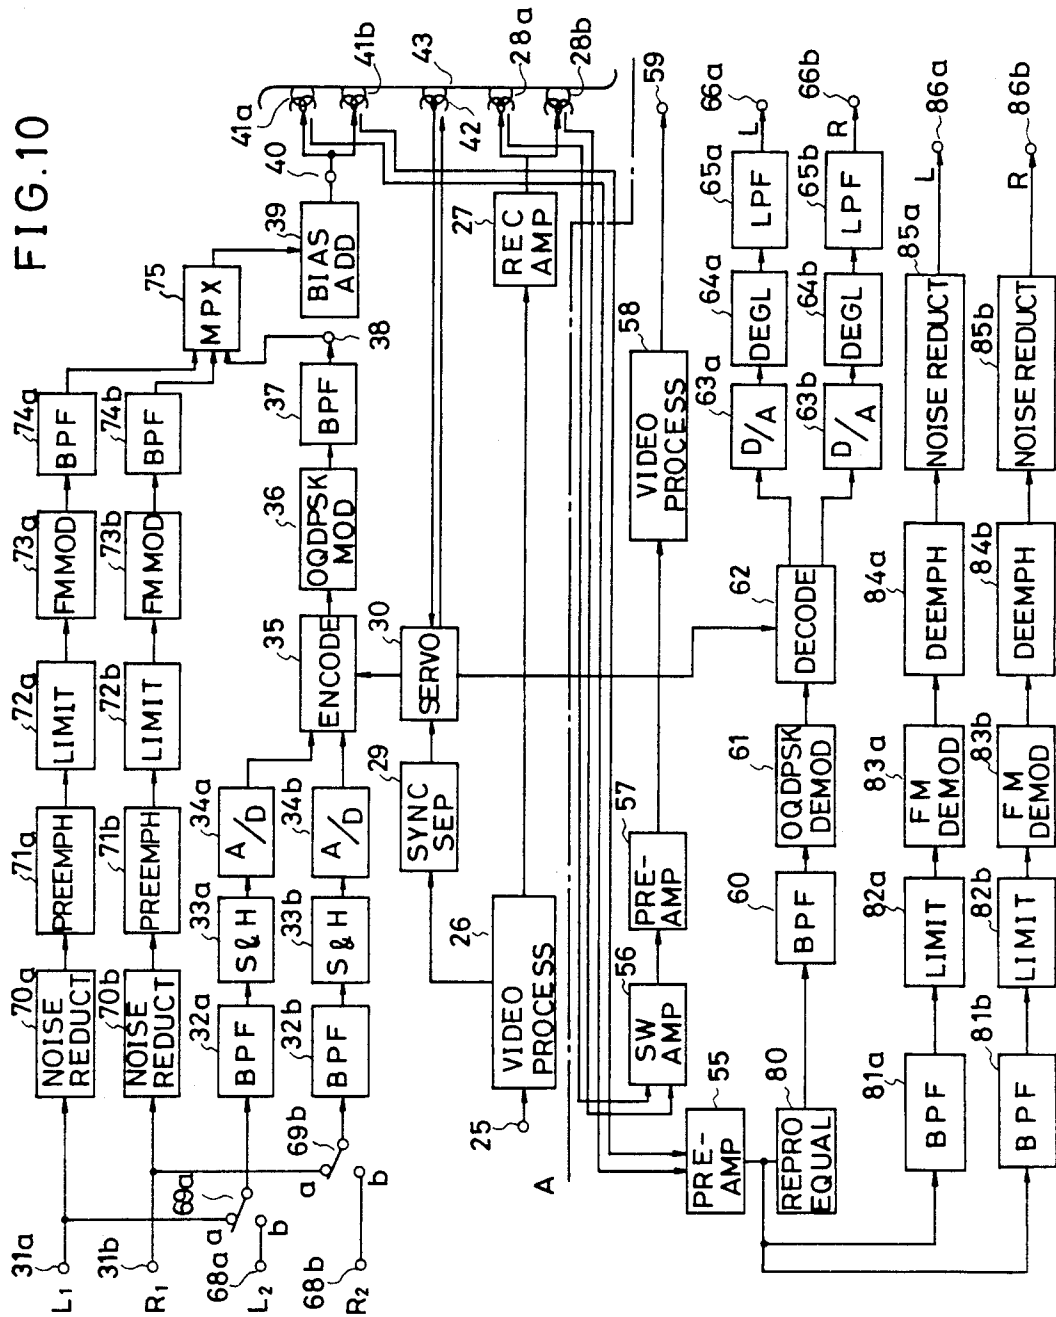 FIG.10
31a
L1
70a
NOISE
REDUCT
71a
PREEMPH
72a
LIMIT
73a
FMMOD
74a
BPF
31b
R1
70b
NOISE
REDUCT
71b
PREEMPH
72b
LIMIT
73b
FMMOD
74b
BPF
75
MPX
39
BIAS
ADD
40
41a
41b
43
42
28a
28b
68a
L2
a
b
69a
32a
BPF
33a
S&H
34a
A/D
68b
R2
a
b
69b
32b
BPF
33b
S&H
34b
A/D
35
ENCODE
36
OQDPSK
MOD
37
BPF
38
29
SYNC
SEP
30
SERVO
25
26
VIDEO
PROCESS
27
REC
AMP
A
56
SW
AMP
57
PRE-
AMP
58
VIDEO
PROCESS
59
55
PRE-
AMP
80
REPRO
EQUAL
60
BPF
61
OQDPSK
DEMOD
62
DECODE
63a
D/A
64a
DEGL
65a
LPF
66a
L
63b
D/A
64b
DEGL
65b
LPF
66b
R
81a
BPF
82a
LIMIT
83a
FM
DEMOD
84a
DEEMPH
85a
NOISE REDUCT
86a
L
81b
BPF
82b
LIMIT
83b
FM
DEMOD
84b
DEEMPH
85b
NOISE REDUCT
86b
R